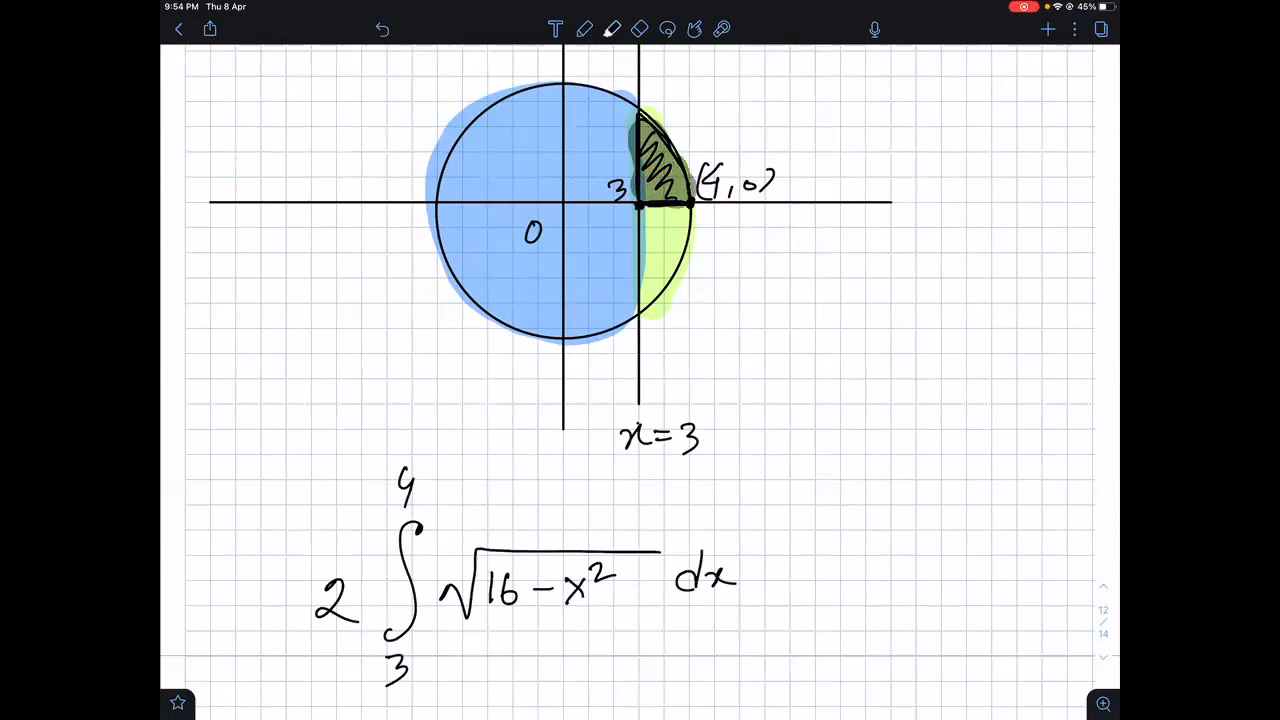 9:54 PM Thu 8 Apr
45%
T
3
(4, 0)
0
x = 3
4
2 ∫ √16 - x² dx
3
12
/
14